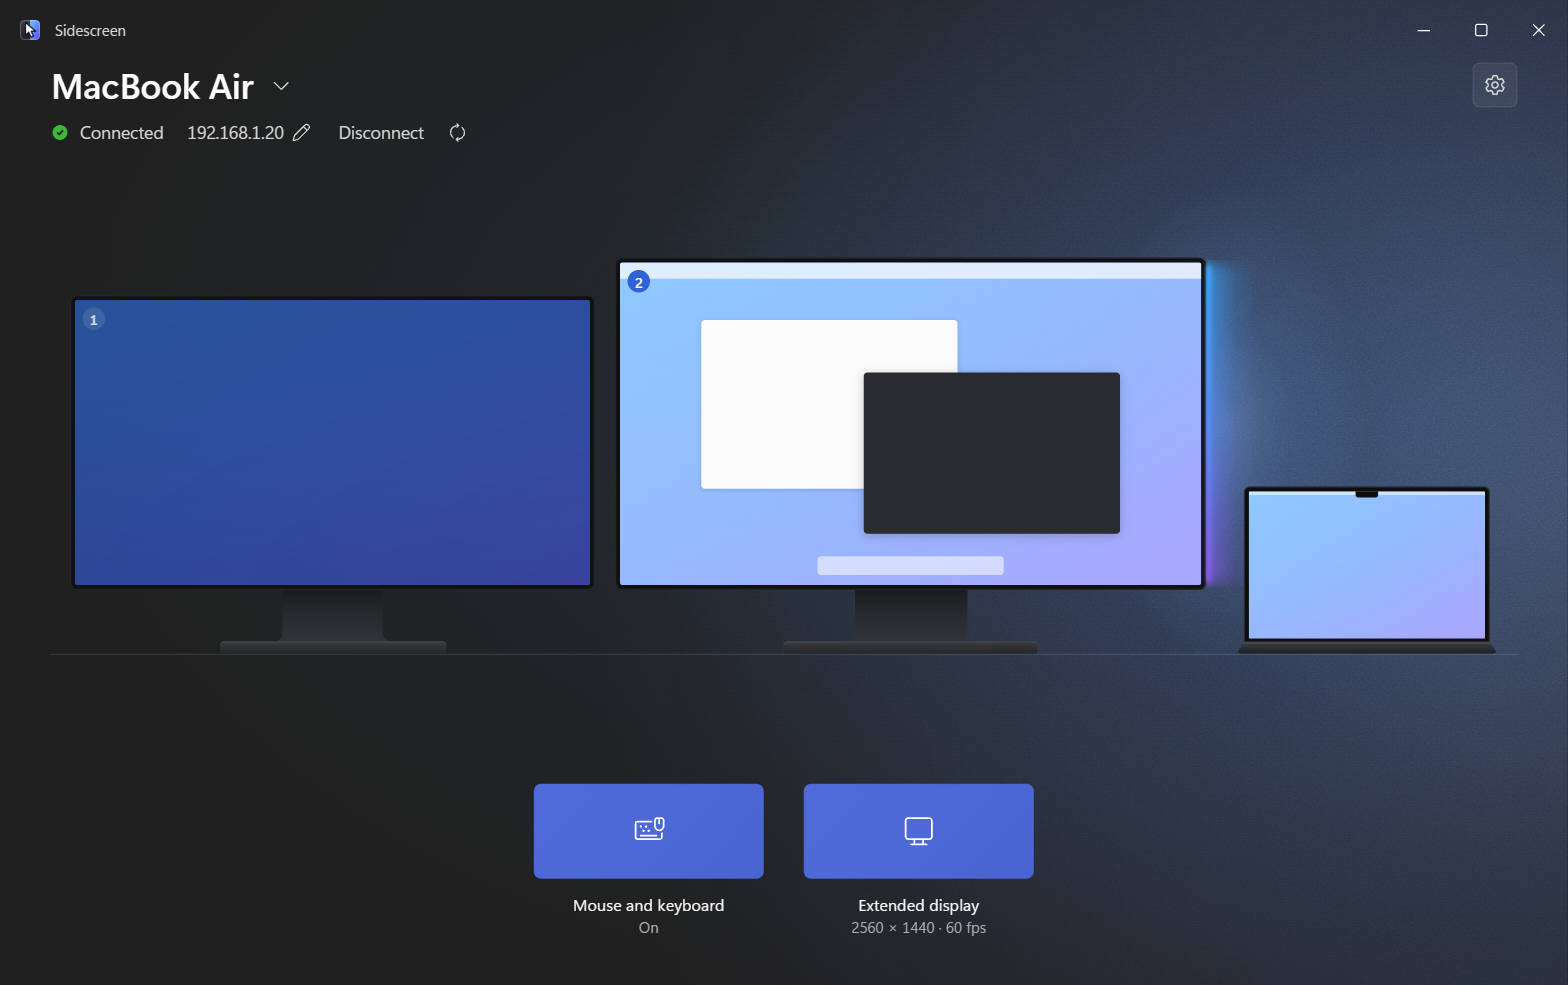 Sidescreen
MacBook Air
Connected 192.168.1.20 Disconnect
1
2
Mouse and keyboard
On
Extended display
2560 × 1440 · 60 fps